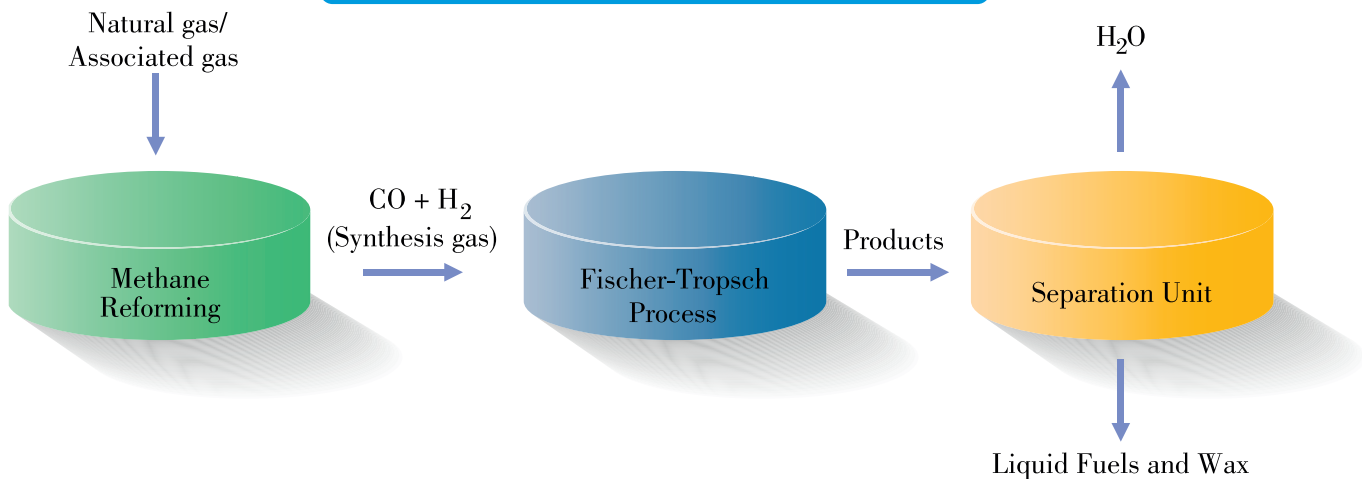 Natural gas/
Associated gas
H₂O
CO + H₂
(Synthesis gas)
Products
Methane
Reforming
Fischer-Tropsch
Process
Separation Unit
Liquid Fuels and Wax